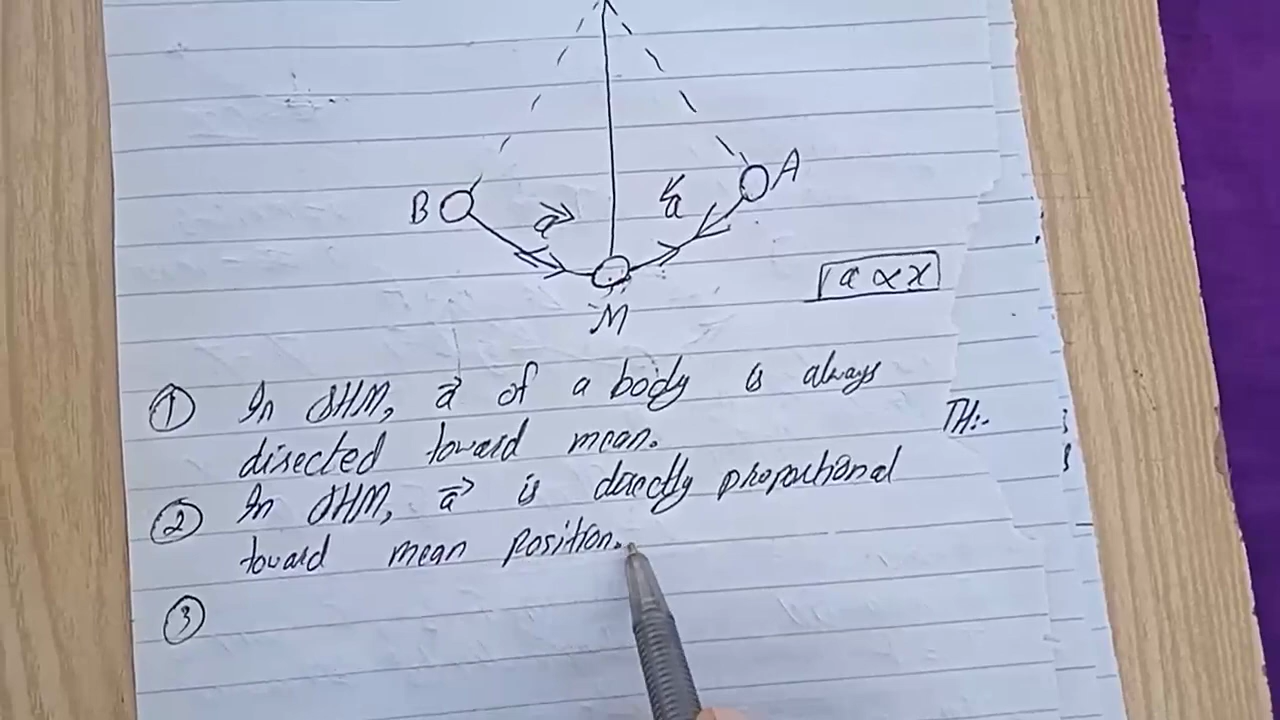 B
a
a
A
M
a ∝ x
① In SHM, a⃗ of a body is always
directed toward mean.
TH:-
② In SHM, a⃗ is directly proportional
toward mean position.
③